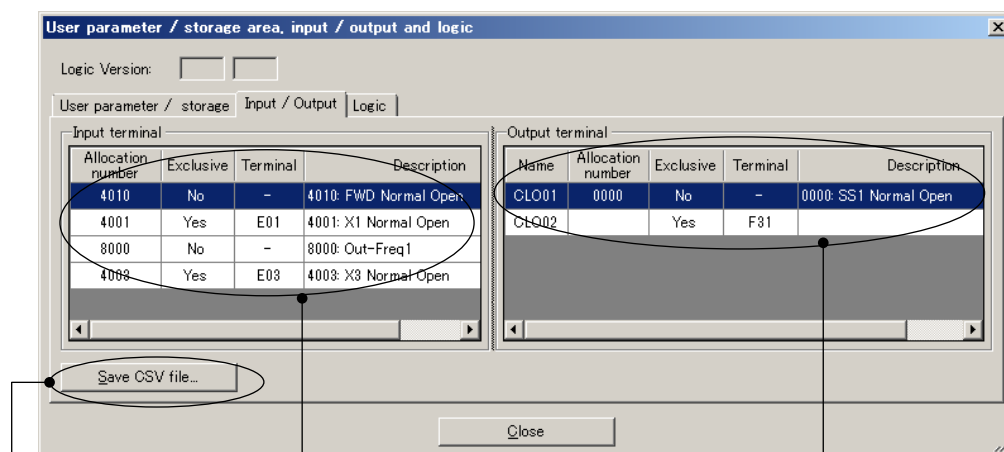 User parameter / storage area, input / output and logic
Logic Version:
User parameter / storage Input / Output Logic
Input terminal
Allocation number Exclusive Terminal Description
4010 No - 4010: FWD Normal Open
4001 Yes E01 4001: X1 Normal Open
8000 No - 8000: Out-Freq1
4003 Yes E03 4003: X3 Normal Open
Output terminal
Name Allocation number Exclusive Terminal Description
CLO01 0000 No - 0000: SS1 Normal Open
CLO02 Yes F31
Save CSV file...
Close